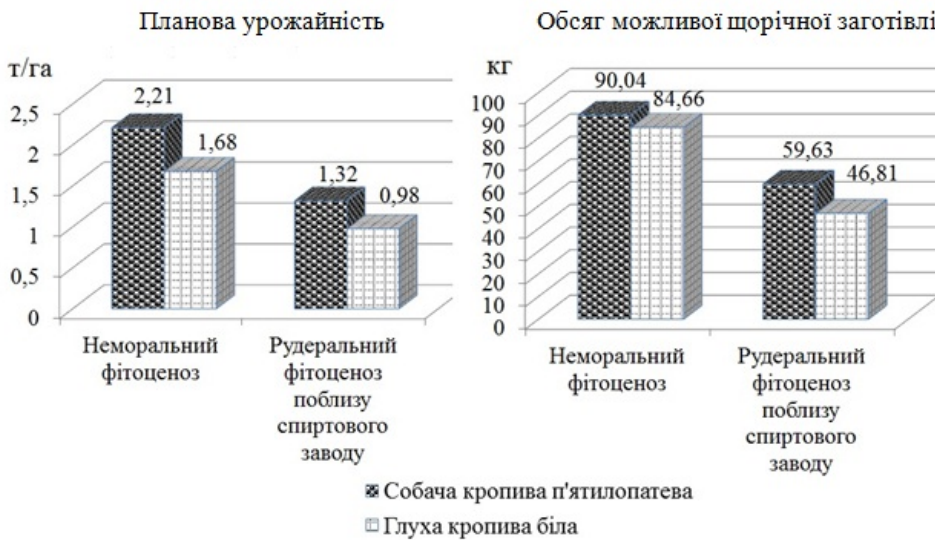 Планова урожайність
т/га
2,5
2
1,5
1
0,5
0
2,21
1,68
1,32
0,98
Неморальний
фітоценоз
Рудеральний
фітоценоз
поблизу
спиртового
заводу
Обсяг можливої щорічної заготівлі
кг
100
90
80
70
60
50
40
30
20
10
0
90,04
84,66
59,63
46,81
Неморальний
фітоценоз
Рудеральний
фітоценоз
поблизу
спиртового
заводу
Собача кропива п'ятилопатева
Глуха кропива біла